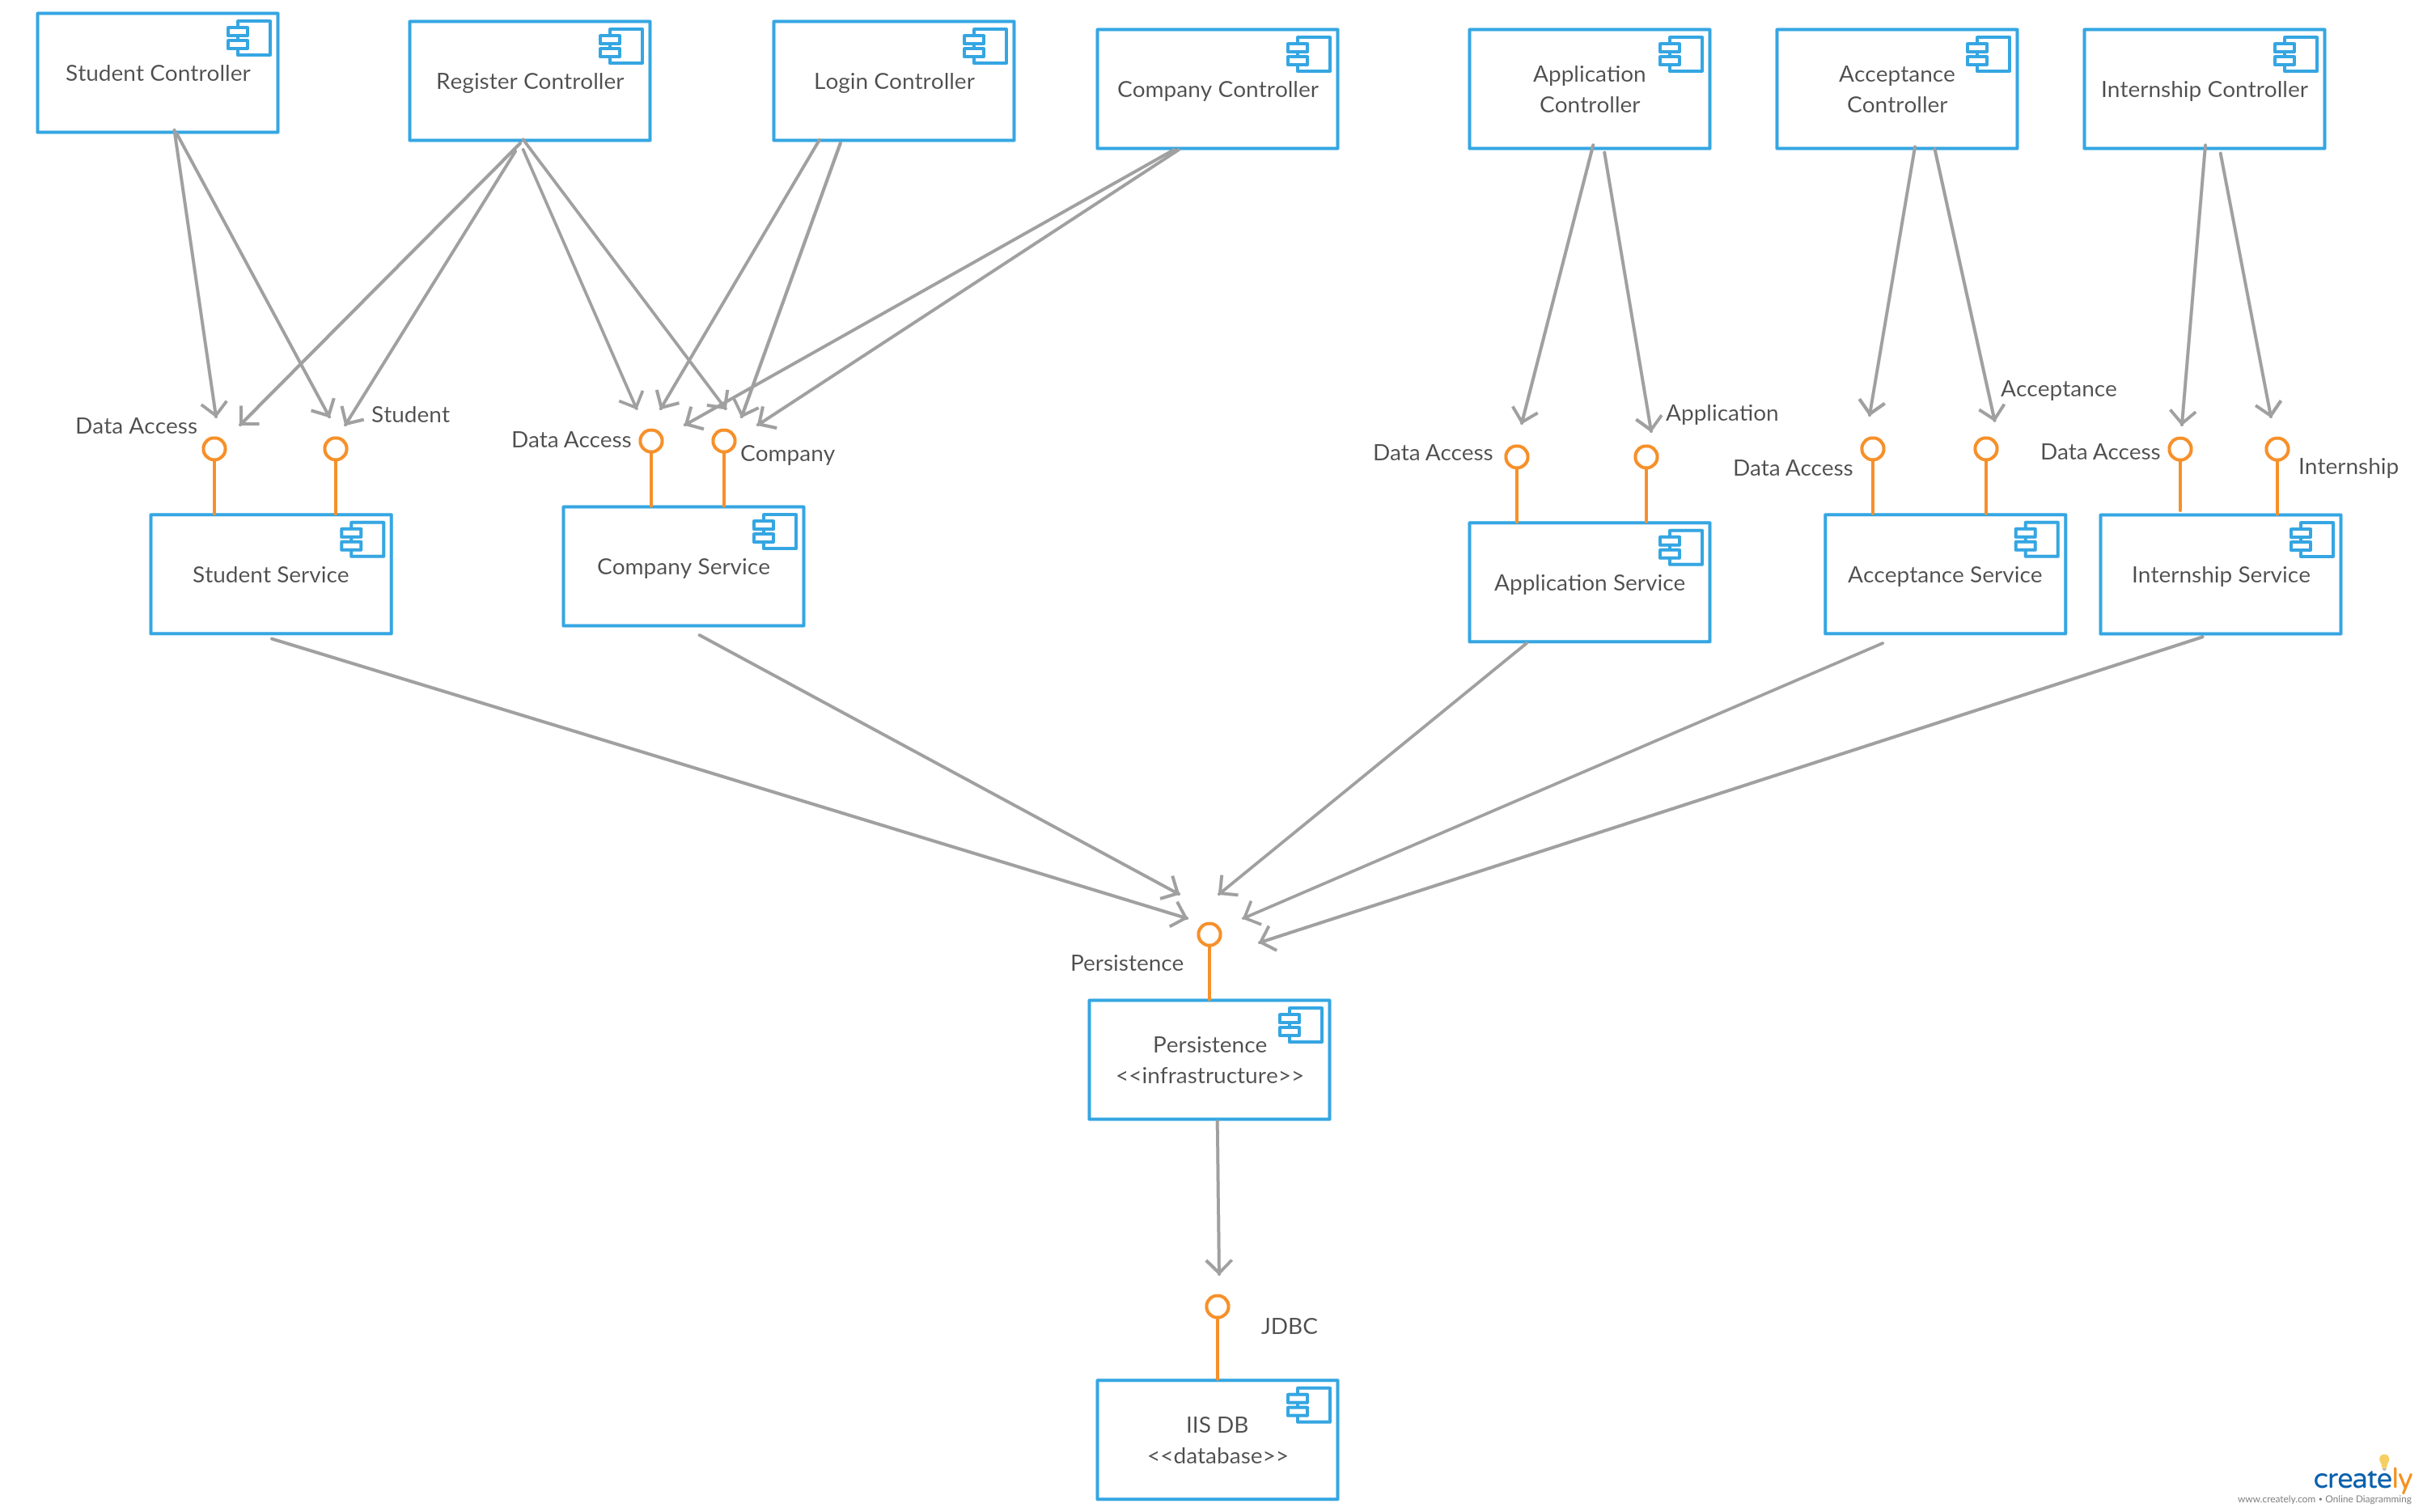 Student Controller
Register Controller
Login Controller
Company Controller
Application
Controller
Acceptance
Controller
Internship Controller
Data Access
Student
Data Access
Company
Data Access
Application
Data Access
Acceptance
Data Access
Internship
Student Service
Company Service
Application Service
Acceptance Service
Internship Service
Persistence
Persistence
<<infrastructure>>
JDBC
IIS DB
<<database>>
creately
www.creately.com • Online Diagramming